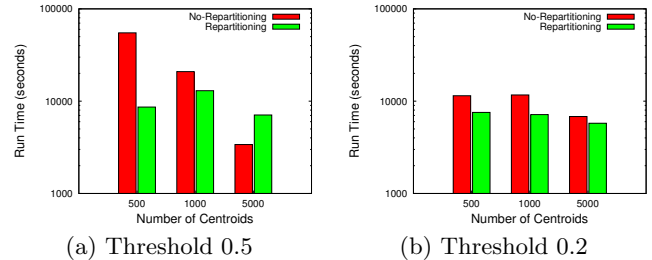 100000
No-Repartitioning
Repartitioning
10000
1000
Run Time (seconds)
500 1000 5000
Number of Centroids
(a) Threshold 0.5
100000
No-Repartitioning
Repartitioning
10000
1000
Run Time (seconds)
500 1000 5000
Number of Centroids
(b) Threshold 0.2